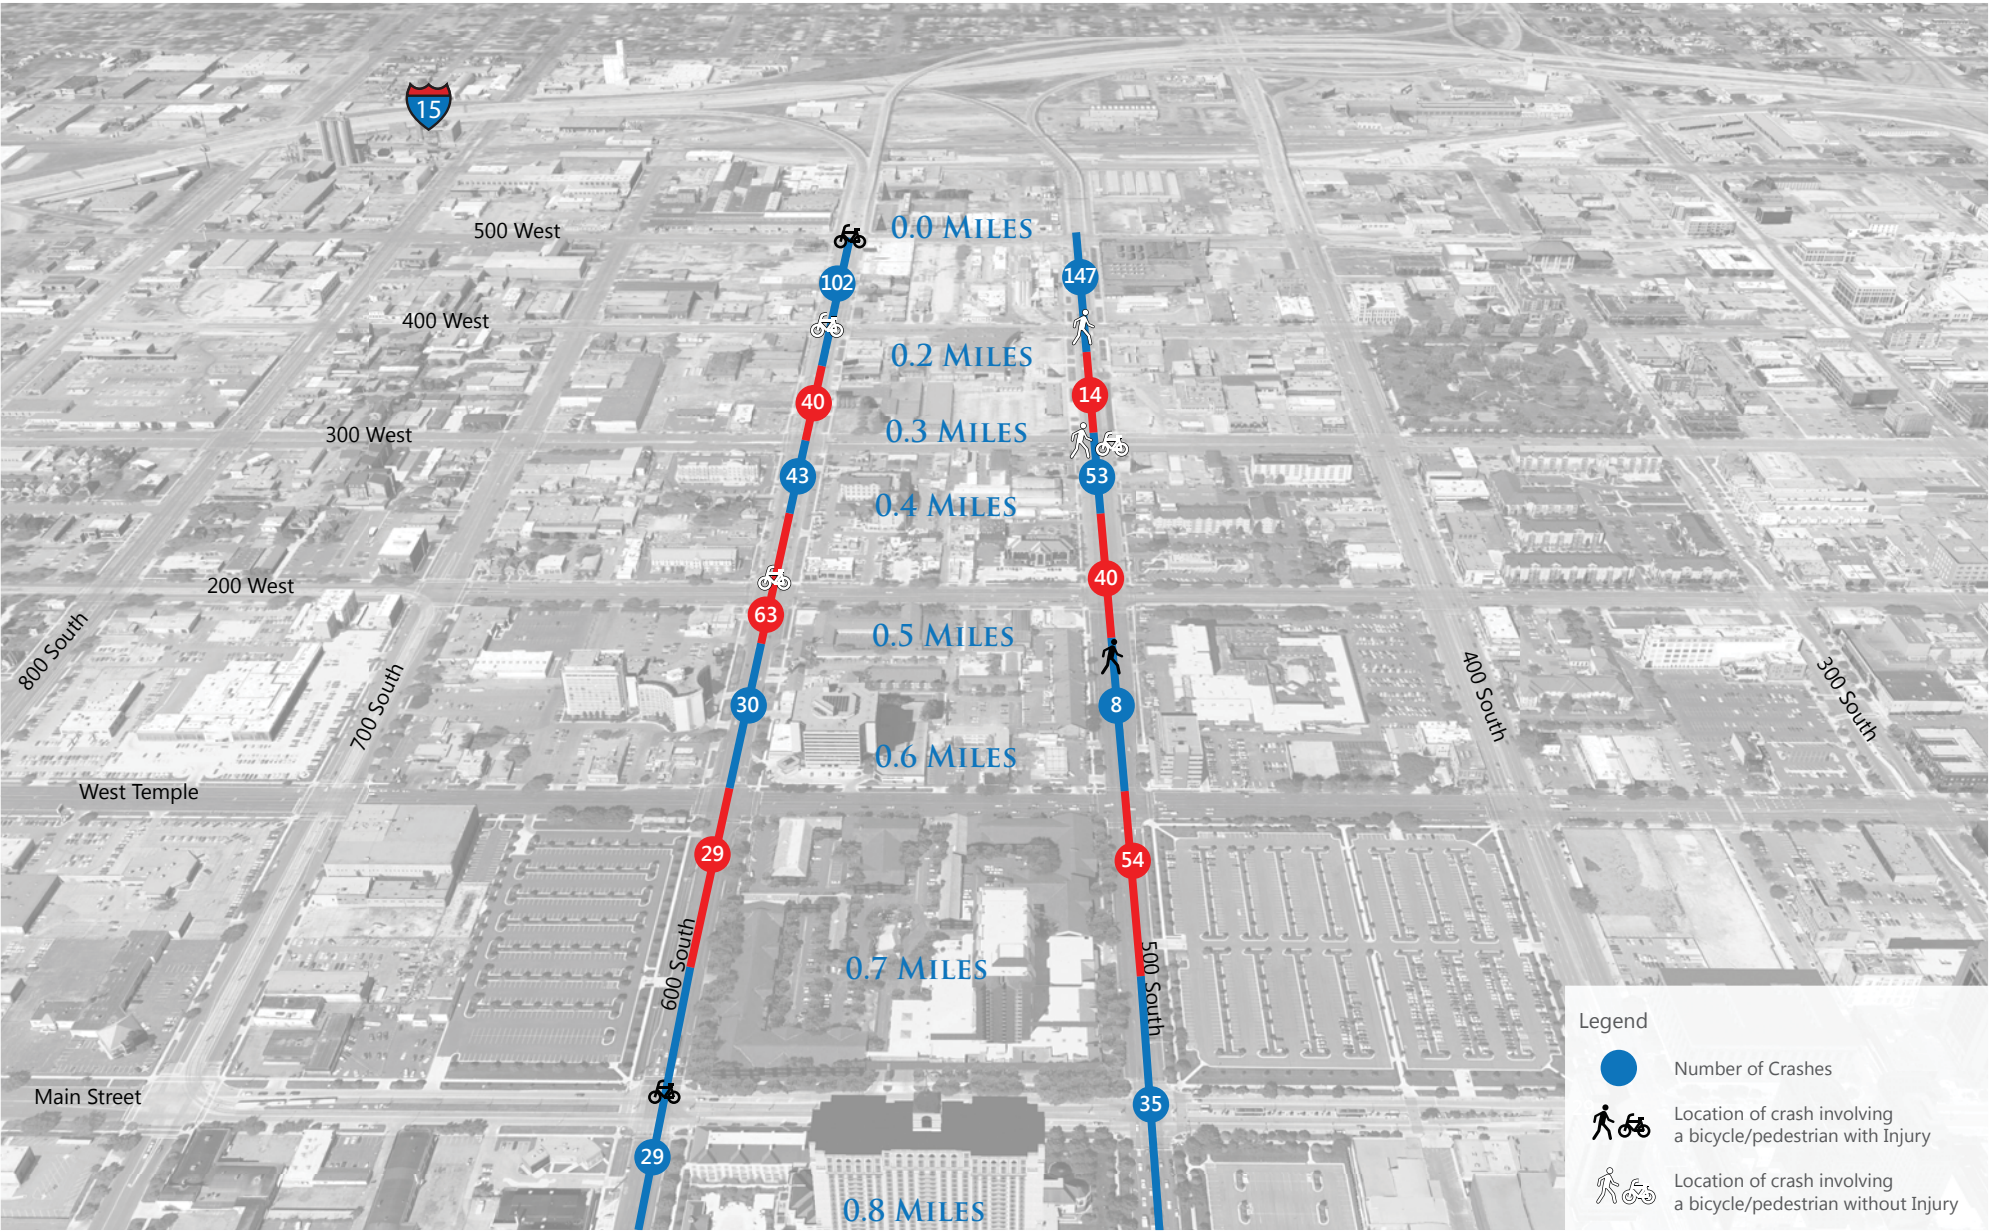 15
500 West
0.0 MILES
102
147
400 West
0.2 MILES
40
14
300 West
0.3 MILES
43
53
0.4 MILES
200 West
40
63
0.5 MILES
800 South
700 South
400 South
300 South
30
8
0.6 MILES
West Temple
29
54
600 South
0.7 MILES
500 South
Main Street
35
29
0.8 MILES
Legend
Number of Crashes
Location of crash involving
a bicycle/pedestrian with Injury
Location of crash involving
a bicycle/pedestrian without Injury